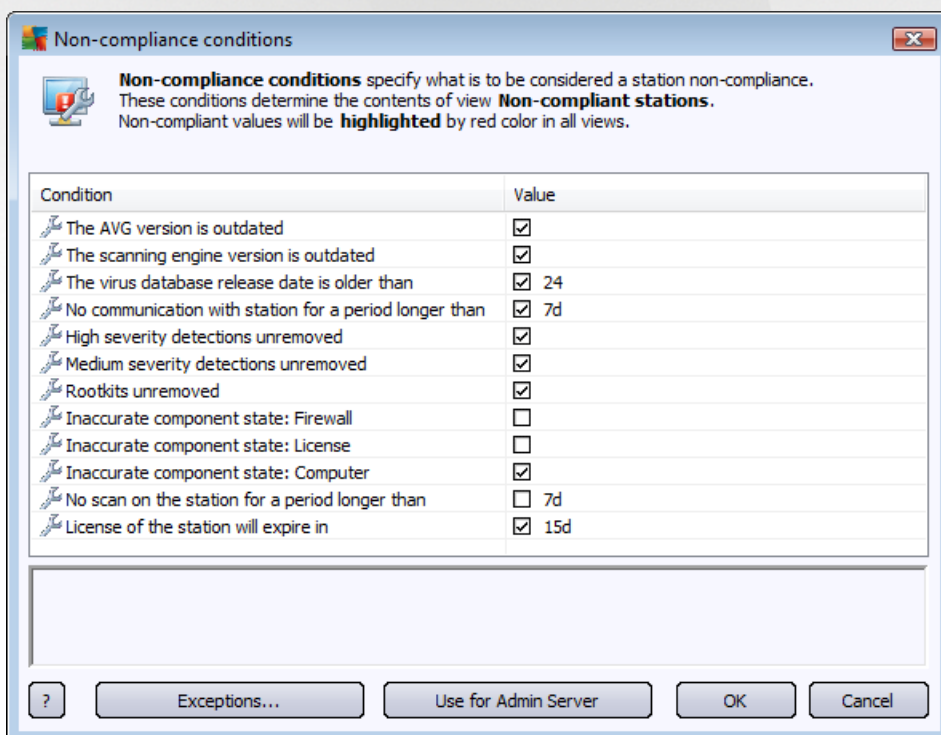 Non-compliance conditions
Non-compliance conditions specify what is to be considered a station non-compliance.
These conditions determine the contents of view Non-compliant stations.
Non-compliant values will be highlighted by red color in all views.
Condition Value
The AVG version is outdated
The scanning engine version is outdated
The virus database release date is older than 24
No communication with station for a period longer than 7d
High severity detections unremoved
Medium severity detections unremoved
Rootkits unremoved
Inaccurate component state: Firewall
Inaccurate component state: License
Inaccurate component state: Computer
No scan on the station for a period longer than 7d
License of the station will expire in 15d
? Exceptions... Use for Admin Server OK Cancel